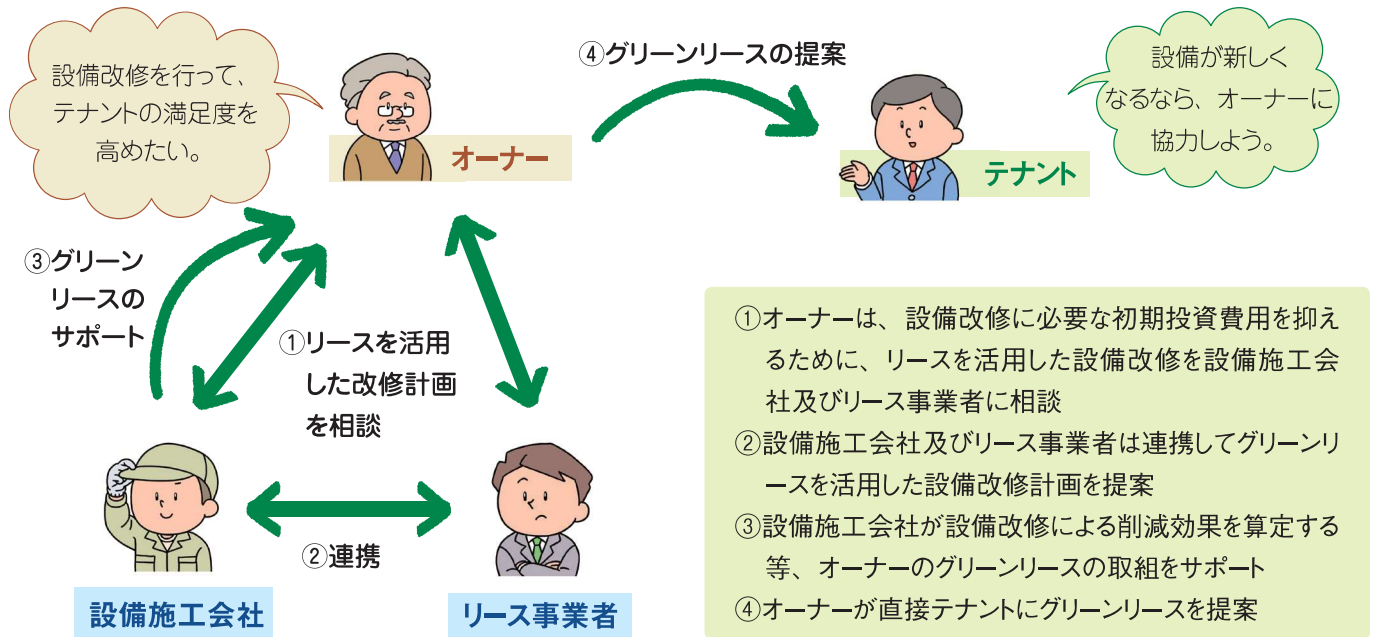 設備改修を行って、
テナントの満足度を
高めたい。
オーナー
④グリーンリースの提案
テナント
設備が新しく
なるなら、オーナーに
協力しよう。
③グリーン
リースの
サポート
①リースを活用
した改修計画
を相談
②連携
設備施工会社
リース事業者
①オーナーは、設備改修に必要な初期投資費用を抑え
るために、リースを活用した設備改修を設備施工会
社及びリース事業者に相談
②設備施工会社及びリース事業者は連携してグリーンリ
ースを活用した設備改修計画を提案
③設備施工会社が設備改修による削減効果を算定する
等、オーナーのグリーンリースの取組をサポート
④オーナーが直接テナントにグリーンリースを提案